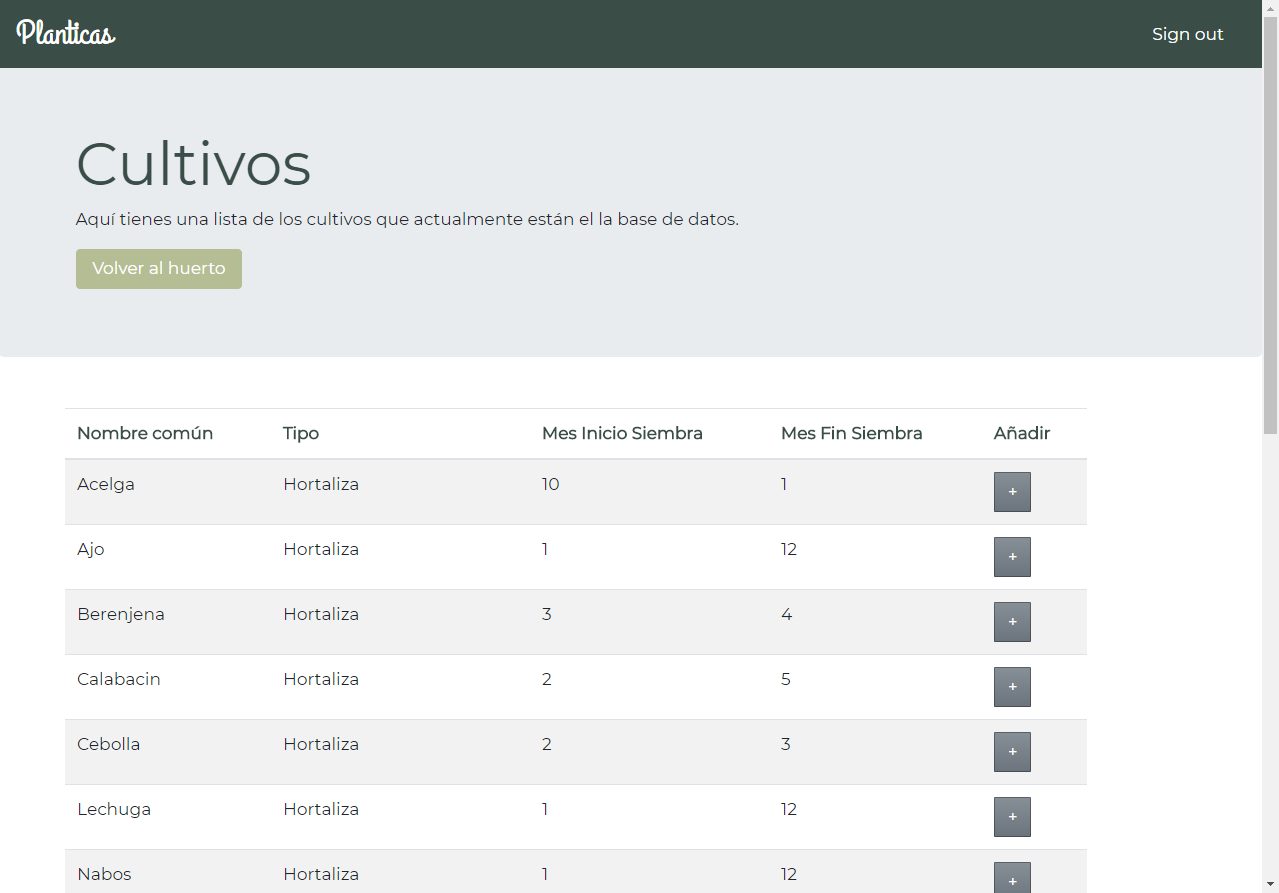 Planticas
Sign out
Cultivos
Aquí tienes una lista de los cultivos que actualmente están el la base de datos.
Volver al huerto
Nombre común Tipo Mes Inicio Siembra Mes Fin Siembra Añadir
Acelga Hortaliza 10 1 +
Ajo Hortaliza 1 12 +
Berenjena Hortaliza 3 4 +
Calabacin Hortaliza 2 5 +
Cebolla Hortaliza 2 3 +
Lechuga Hortaliza 1 12 +
Nabos Hortaliza 1 12 +